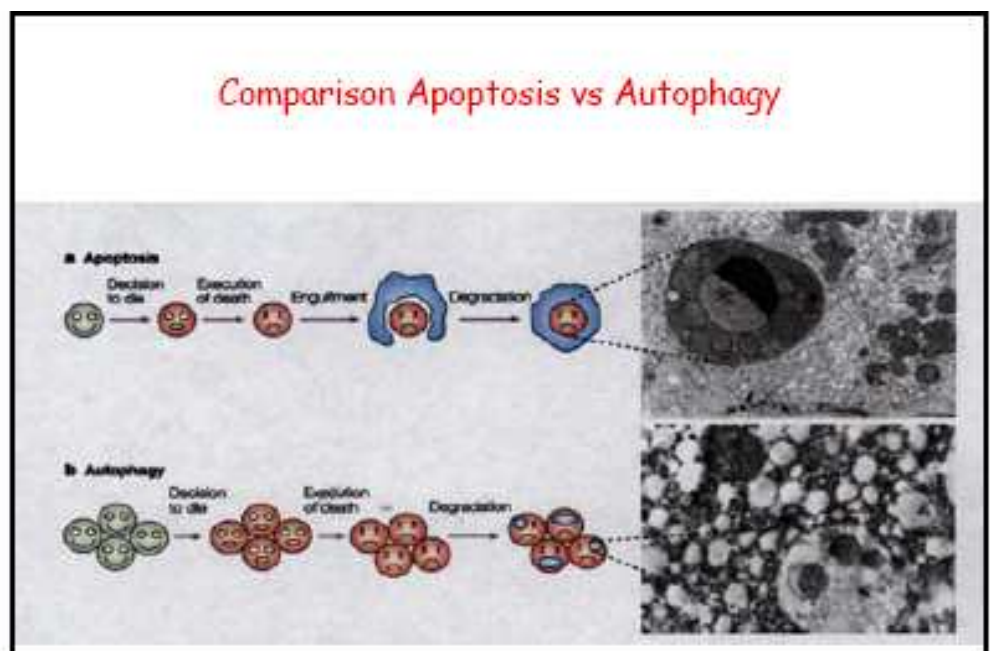 Comparison Apoptosis vs Autophagy
a Apoptosis
Decision
to die
Execution
of death
Engulfment
Degradation
b Autophagy
Decision
to die
Execution
of death
Degradation